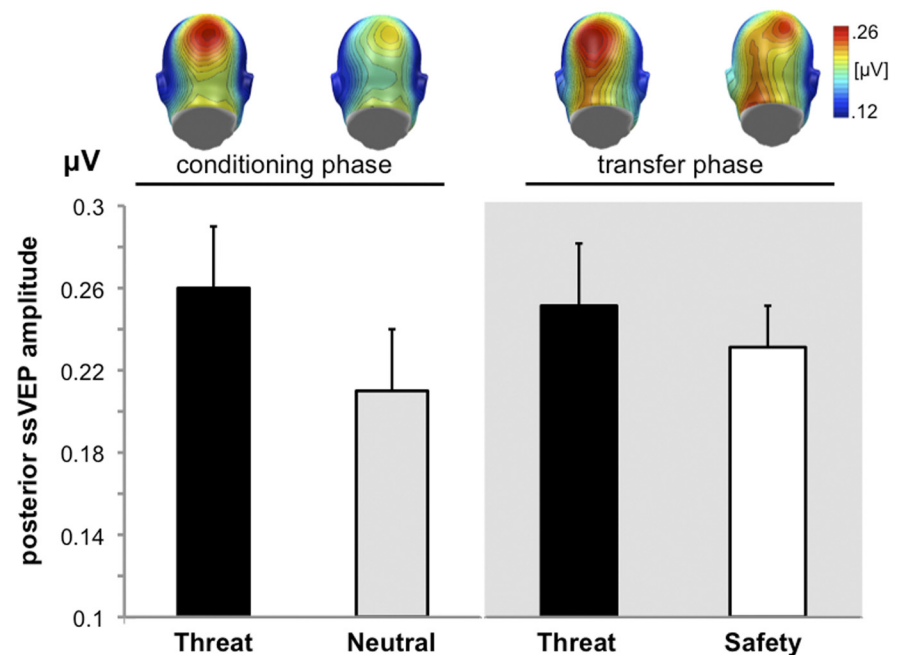 .26
[µV]
.12
µV
conditioning phase
transfer phase
posterior ssVEP amplitude
0.3
0.26
0.22
0.18
0.14
0.1
Threat
Neutral
Threat
Safety